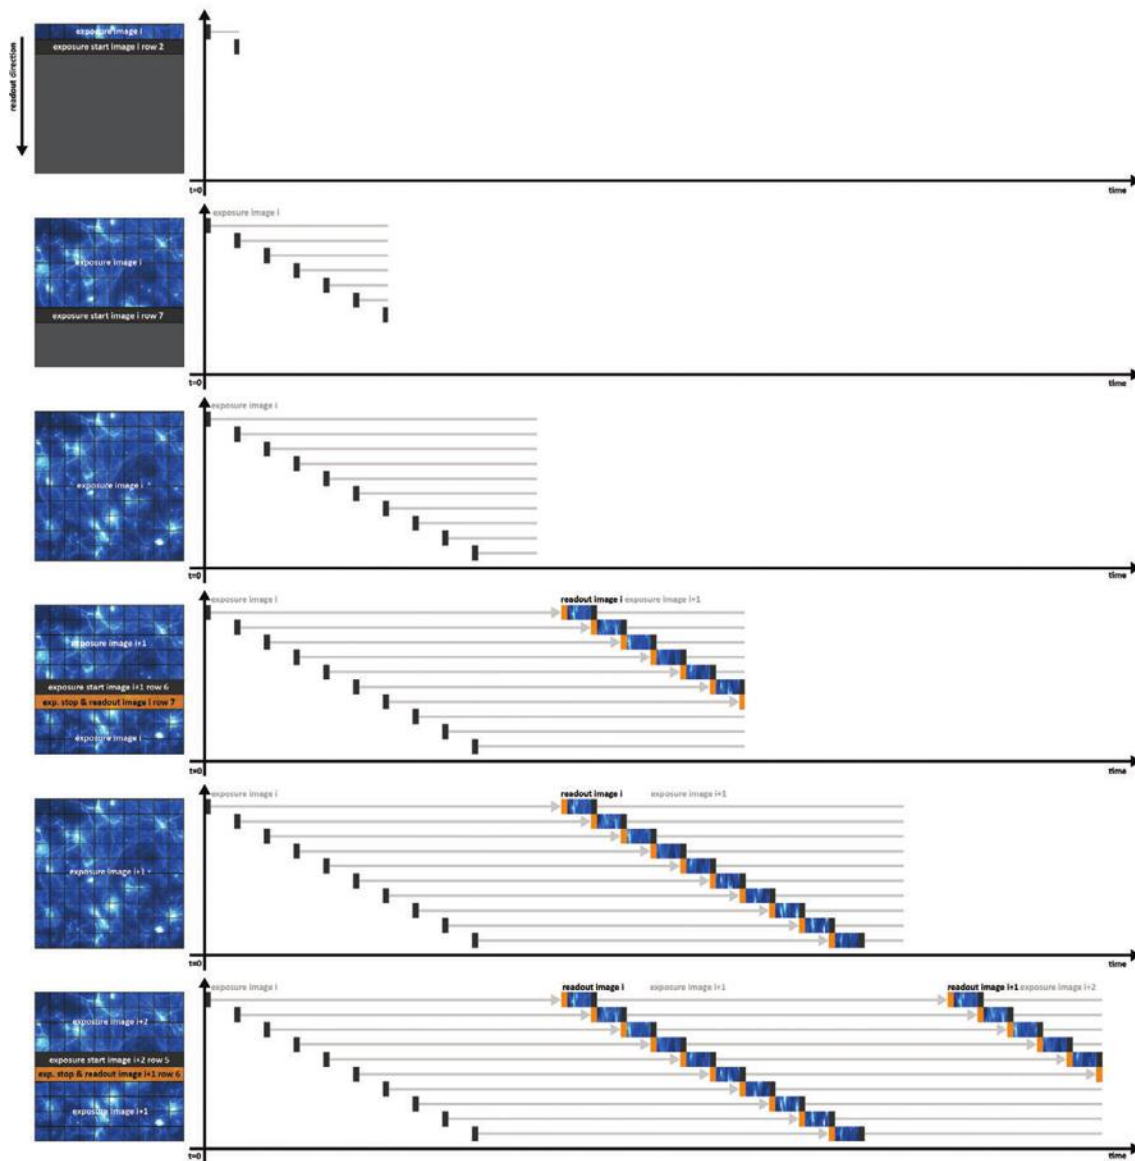 readout direction
exposure image i
exposure start image i row 2
t=0
time
exposure image i
exposure start image i row 7
exposure image i
t=0
time
exposure image i
exposure image i
t=0
time
exposure image i+1
exposure start image i+1 row 6
exp. stop & readout image i row 7
exposure image i
exposure image i
readout image i exposure image i+1
t=0
time
exposure image i+1
exposure image i
readout image i
exposure image i+1
t=0
time
exposure image i+2
exposure start image i+2 row 5
exp. stop & readout image i+1 row 6
exposure image i+1
exposure image i
readout image i
exposure image i+1
readout image i+1 exposure image i+2
t=0
time